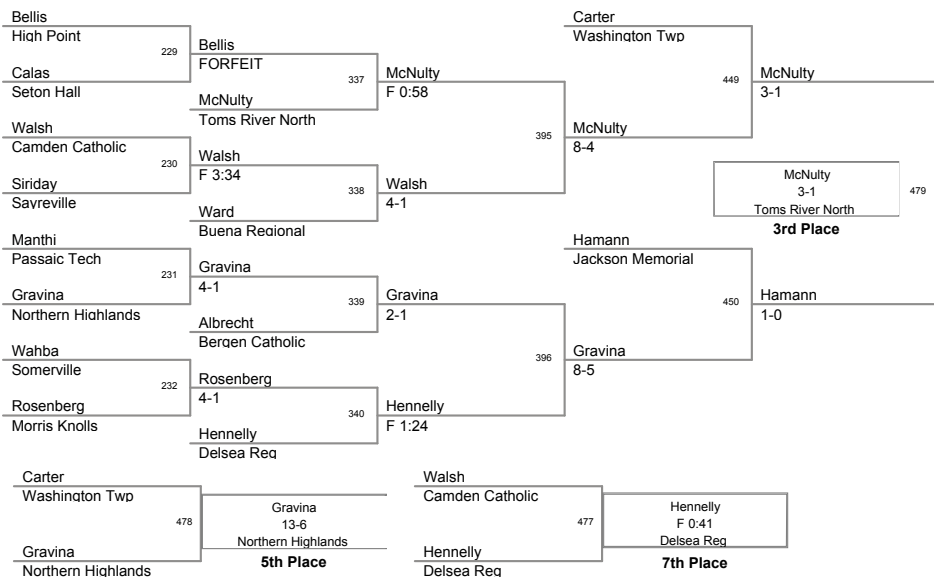 Bellis
High Point
229
Calas
Seton Hall
Bellis
FORFEIT
337
McNulty
Toms River North
McNulty
F 0:58
Walsh
Camden Catholic
230
Siriday
Sayreville
Walsh
F 3:34
338
Ward
Buena Regional
Walsh
4-1
395
McNulty
8-4
Carter
Washington Twp
449
McNulty
3-1
McNulty
3-1
Toms River North
479
3rd Place
Manthi
Passaic Tech
231
Gravina
Northern Highlands
Gravina
4-1
339
Albrecht
Bergen Catholic
Gravina
2-1
Wahba
Somerville
232
Rosenberg
Morris Knolls
Rosenberg
4-1
340
Hennelly
Delsea Reg
Hennelly
F 1:24
396
Gravina
8-5
Hamann
Jackson Memorial
450
Hamann
1-0
Carter
Washington Twp
478
Gravina
Northern Highlands
Gravina
13-6
Northern Highlands
5th Place
Walsh
Camden Catholic
477
Hennelly
Delsea Reg
Hennelly
F 0:41
Delsea Reg
7th Place